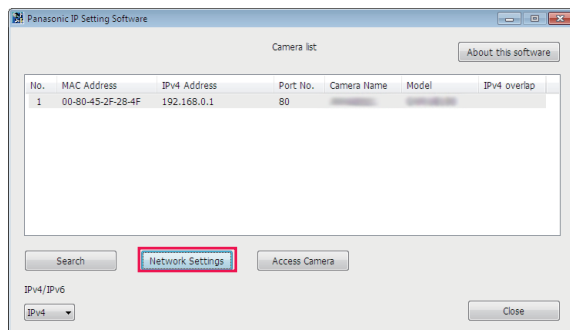 Panasonic IP Setting Software
Camera list
About this software
No. MAC Address IPv4 Address Port No. Camera Name Model IPv4 overlap
1 00-80-45-2F-28-4F 192.168.0.1 80
Search Network Settings Access Camera
IPv4/IPv6
IPv4 Close